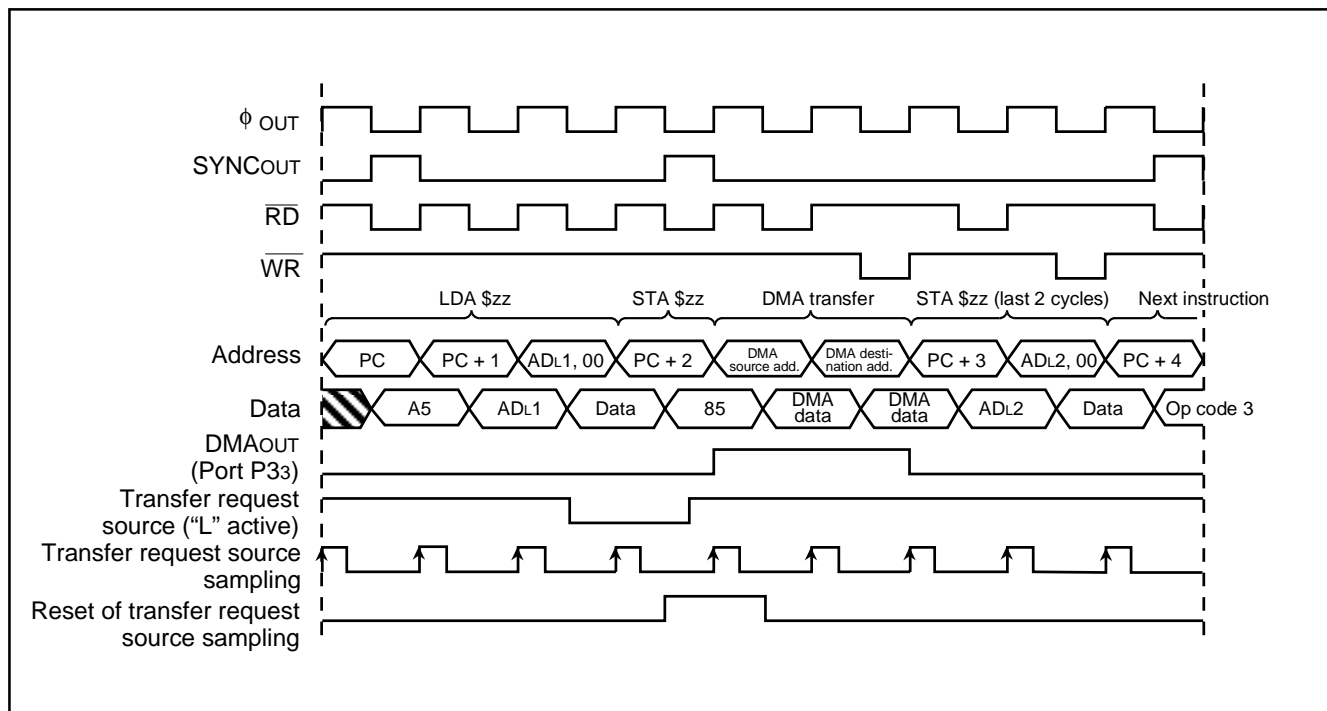 ϕ OUT
SYNCOUT
RD
WR
LDA $zz
STA $zz
DMA transfer
STA $zz (last 2 cycles)
Next instruction
Address
PC
PC + 1
ADL1, 00
PC + 2
DMA
source add.
DMA desti-
nation add.
PC + 3
ADL2, 00
PC + 4
Data
A5
ADL1
Data
85
DMA
data
DMA
data
ADL2
Data
Op code 3
DMAOUT
(Port P33)
Transfer request
source (“L” active)
Transfer request source
sampling
Reset of transfer request
source sampling